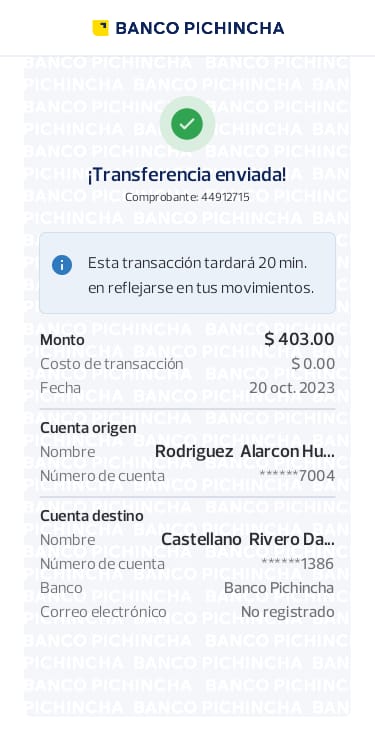 BANCO PICHINCHA
¡Transferencia enviada!
Comprobante: 44912715
Esta transacción tardará 20 min.
en reflejarse en tus movimientos.
Monto $ 403.00
Costo de transacción $ 0.00
Fecha 20 oct. 2023
Cuenta origen
Nombre Rodriguez Alarcon Hu...
Número de cuenta ******7004
Cuenta destino
Nombre Castellano Rivero Da...
Número de cuenta ******1386
Banco Banco Pichincha
Correo electrónico No registrado